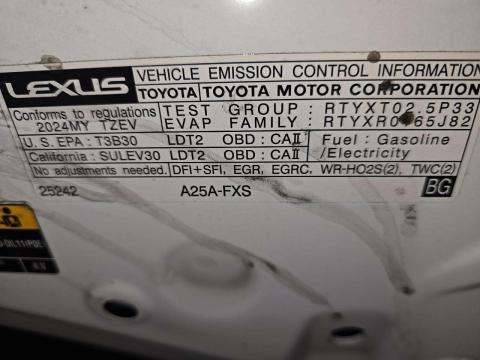 LEXUS VEHICLE EMISSION CONTROL INFORMATION
TOYOTA TOYOTA MOTOR CORPORATION
Conforms to regulations TEST GROUP : RTYXT02.5P33
2024MY TZEV EVAP FAMILY : RTYXR0165J82
U.S. EPA : T3B30 LDT2 OBD : CAⅡ Fuel : Gasoline
California : SULEV30 LDT2 OBD : CAⅡ /Electricity
No adjustments needed. DFI+SFI, EGR, EGRC, WR-HO2S(2), TWC(2)
25242 A25A-FXS BG